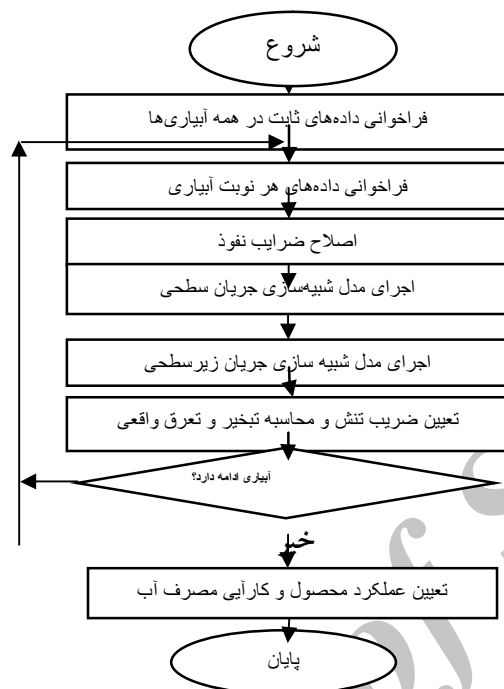 شروع
فراخوانی داده‌های ثابت در همه آبیاری‌ها
فراخوانی داده‌های هر نوبت آبیاری
اصلاح ضرایب نفوذ
اجرای مدل شبیه‌سازی جریان سطحی
اجرای مدل شبیه سازی جریان زیرسطحی
تعیین ضریب تنش و محاسبه تبخیر و تعرق واقعی
آبیاری ادامه دارد؟
خیر
تعیین عملکرد محصول و کارآیی مصرف آب
پایان